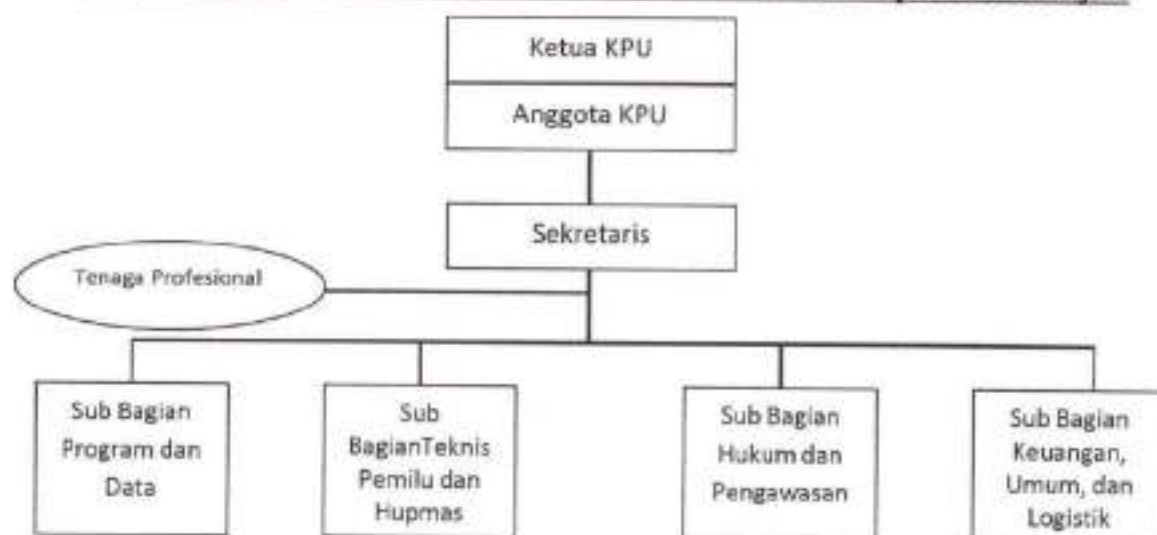 Ketua KPU
Anggota KPU
Sekretaris
Tenaga Profesional
Sub Bagian
Program dan
Data
Sub
BagianTeknis
Pemilu dan
Hupmas
Sub Bagian
Hukum dan
Pengawasan
Sub Bagian
Keuangan,
Umum, dan
Logistik